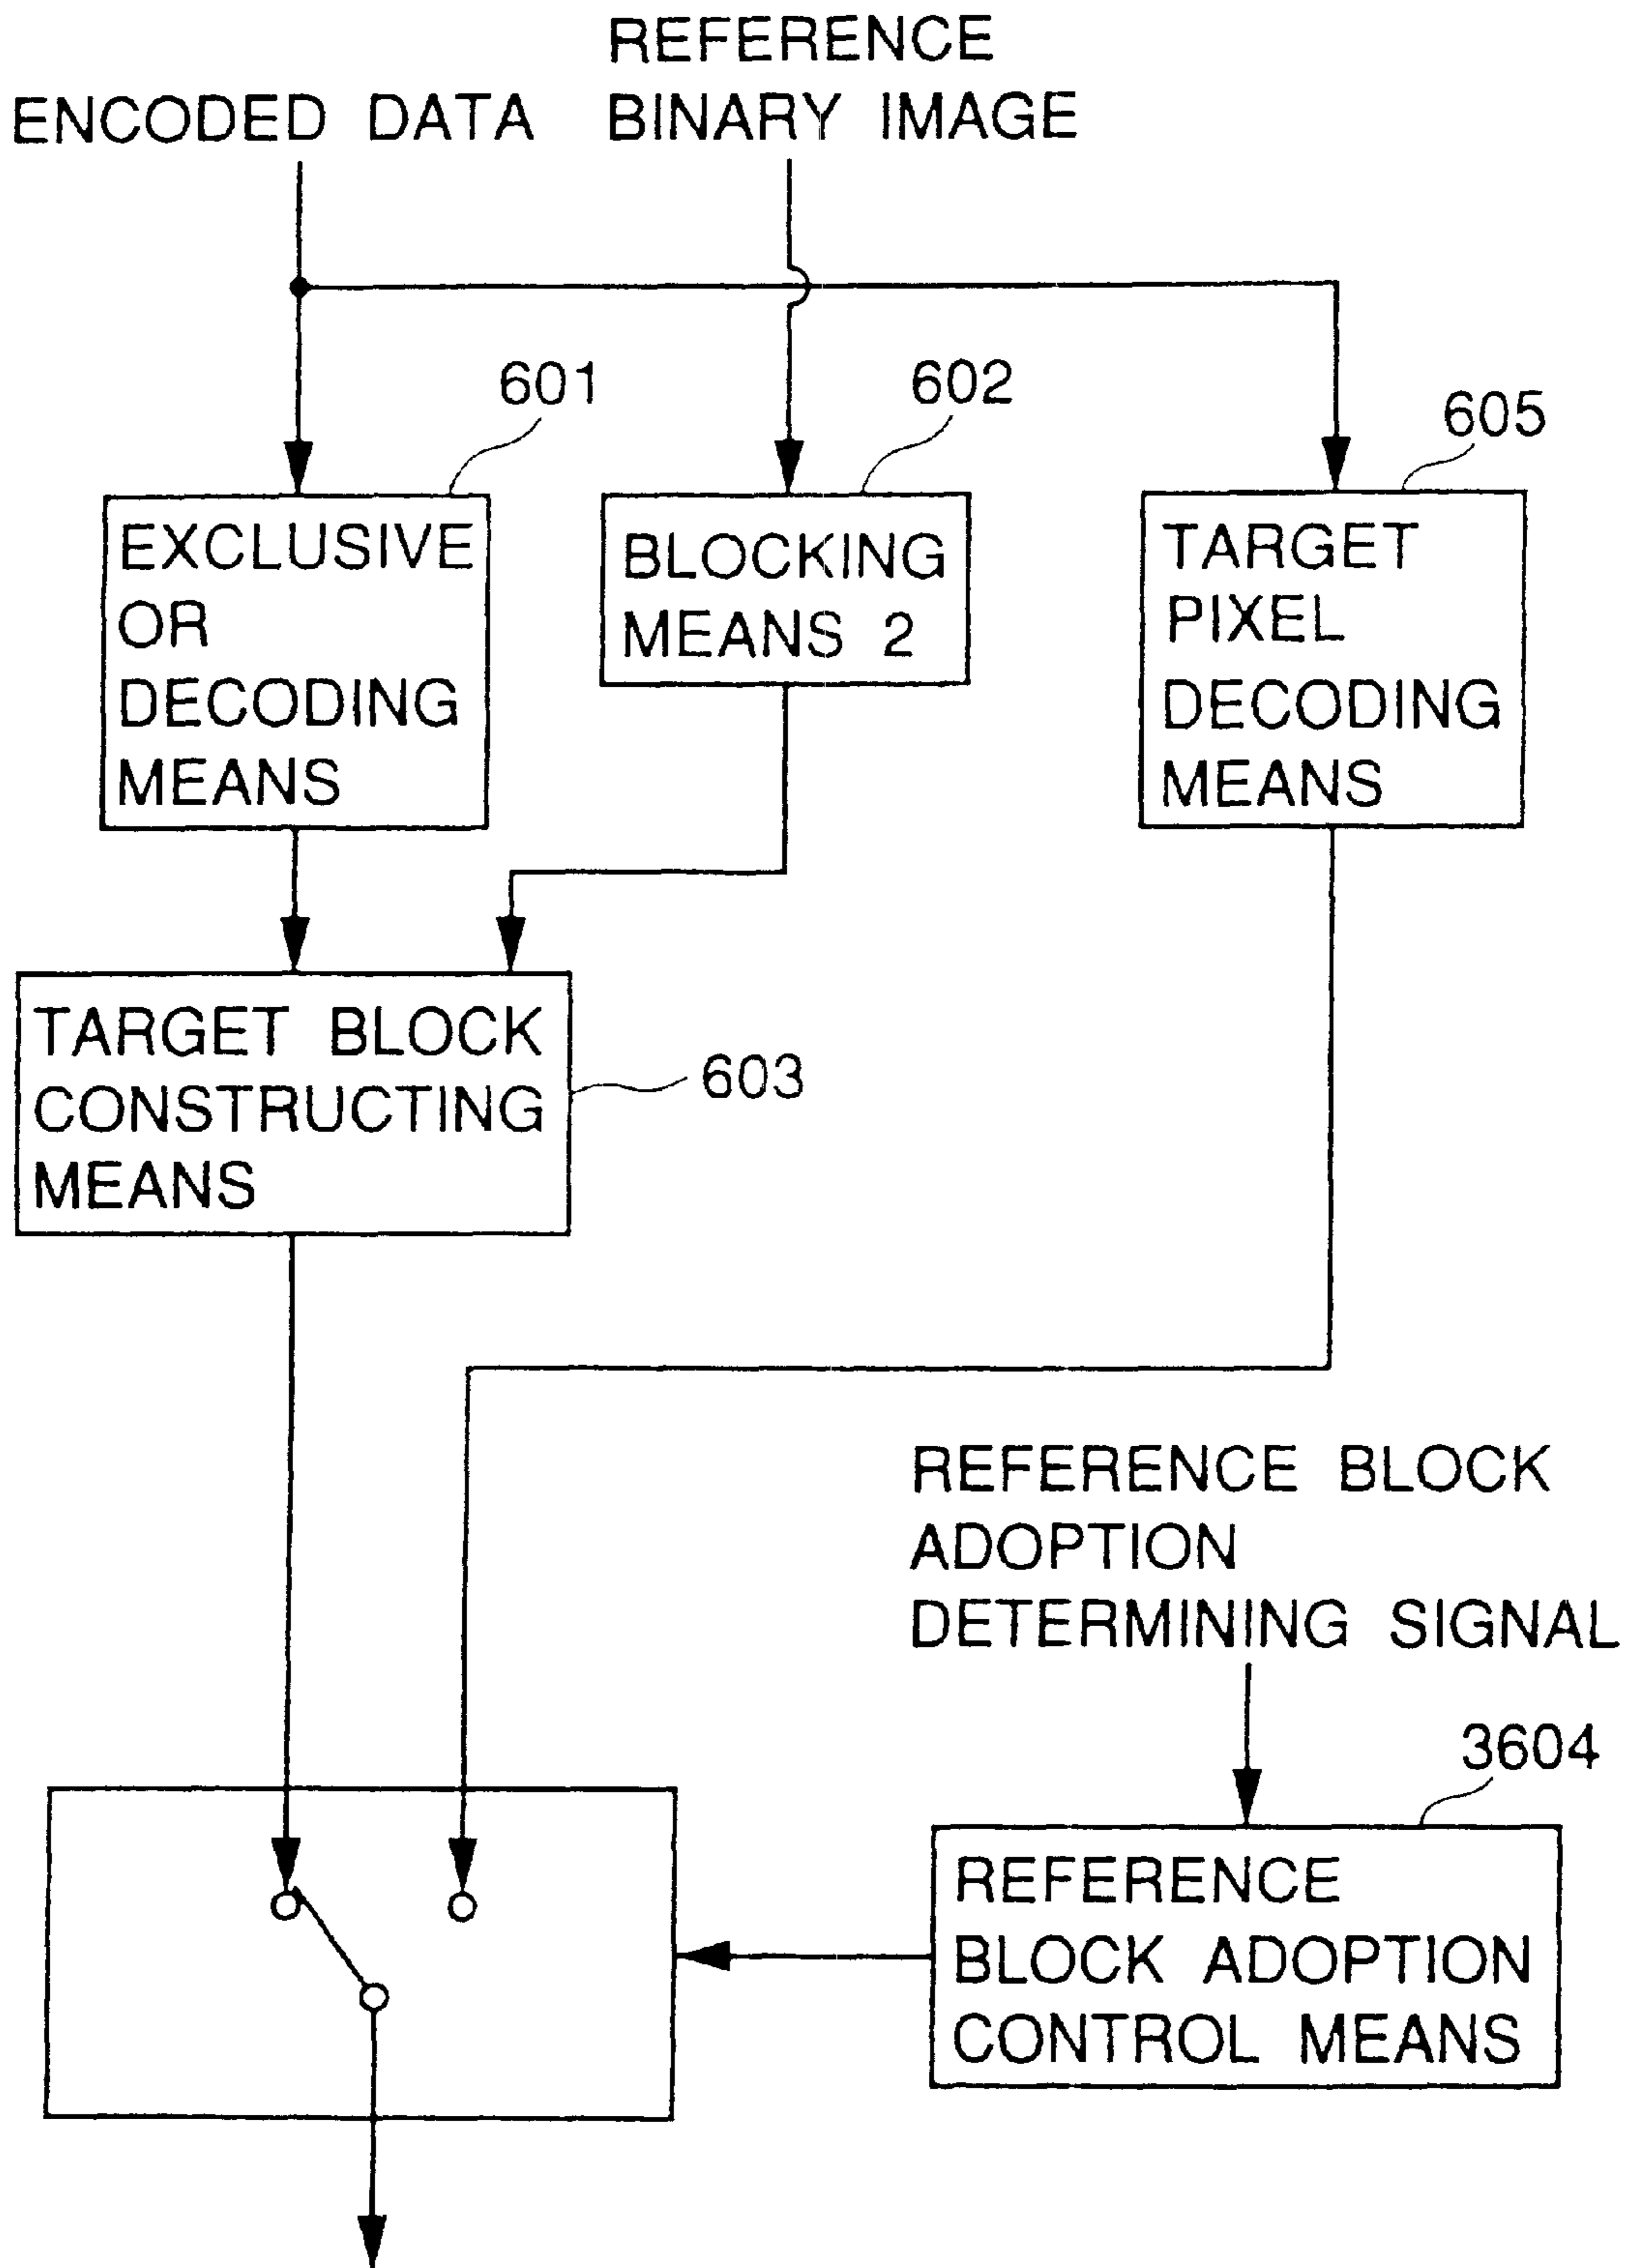 REFERENCE
ENCODED DATA BINARY IMAGE
601
602
605
EXCLUSIVE
OR
DECODING
MEANS
BLOCKING
MEANS 2
TARGET
PIXEL
DECODING
MEANS
TARGET BLOCK
CONSTRUCTING
MEANS
603
REFERENCE BLOCK
ADOPTION
DETERMINING SIGNAL
3604
REFERENCE
BLOCK ADOPTION
CONTROL MEANS